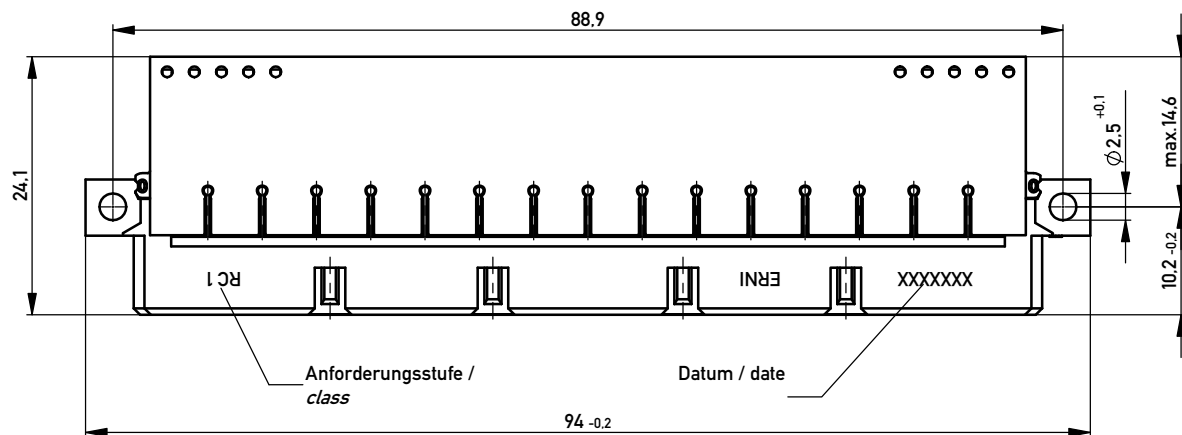 88,9
24,1
max.14,6
Ø2,5 +0,1
10,2 -0,2
RC 1
ERNI
XXXXXXX
Anforderungsstufe /
class
Datum / date
94 -0,2